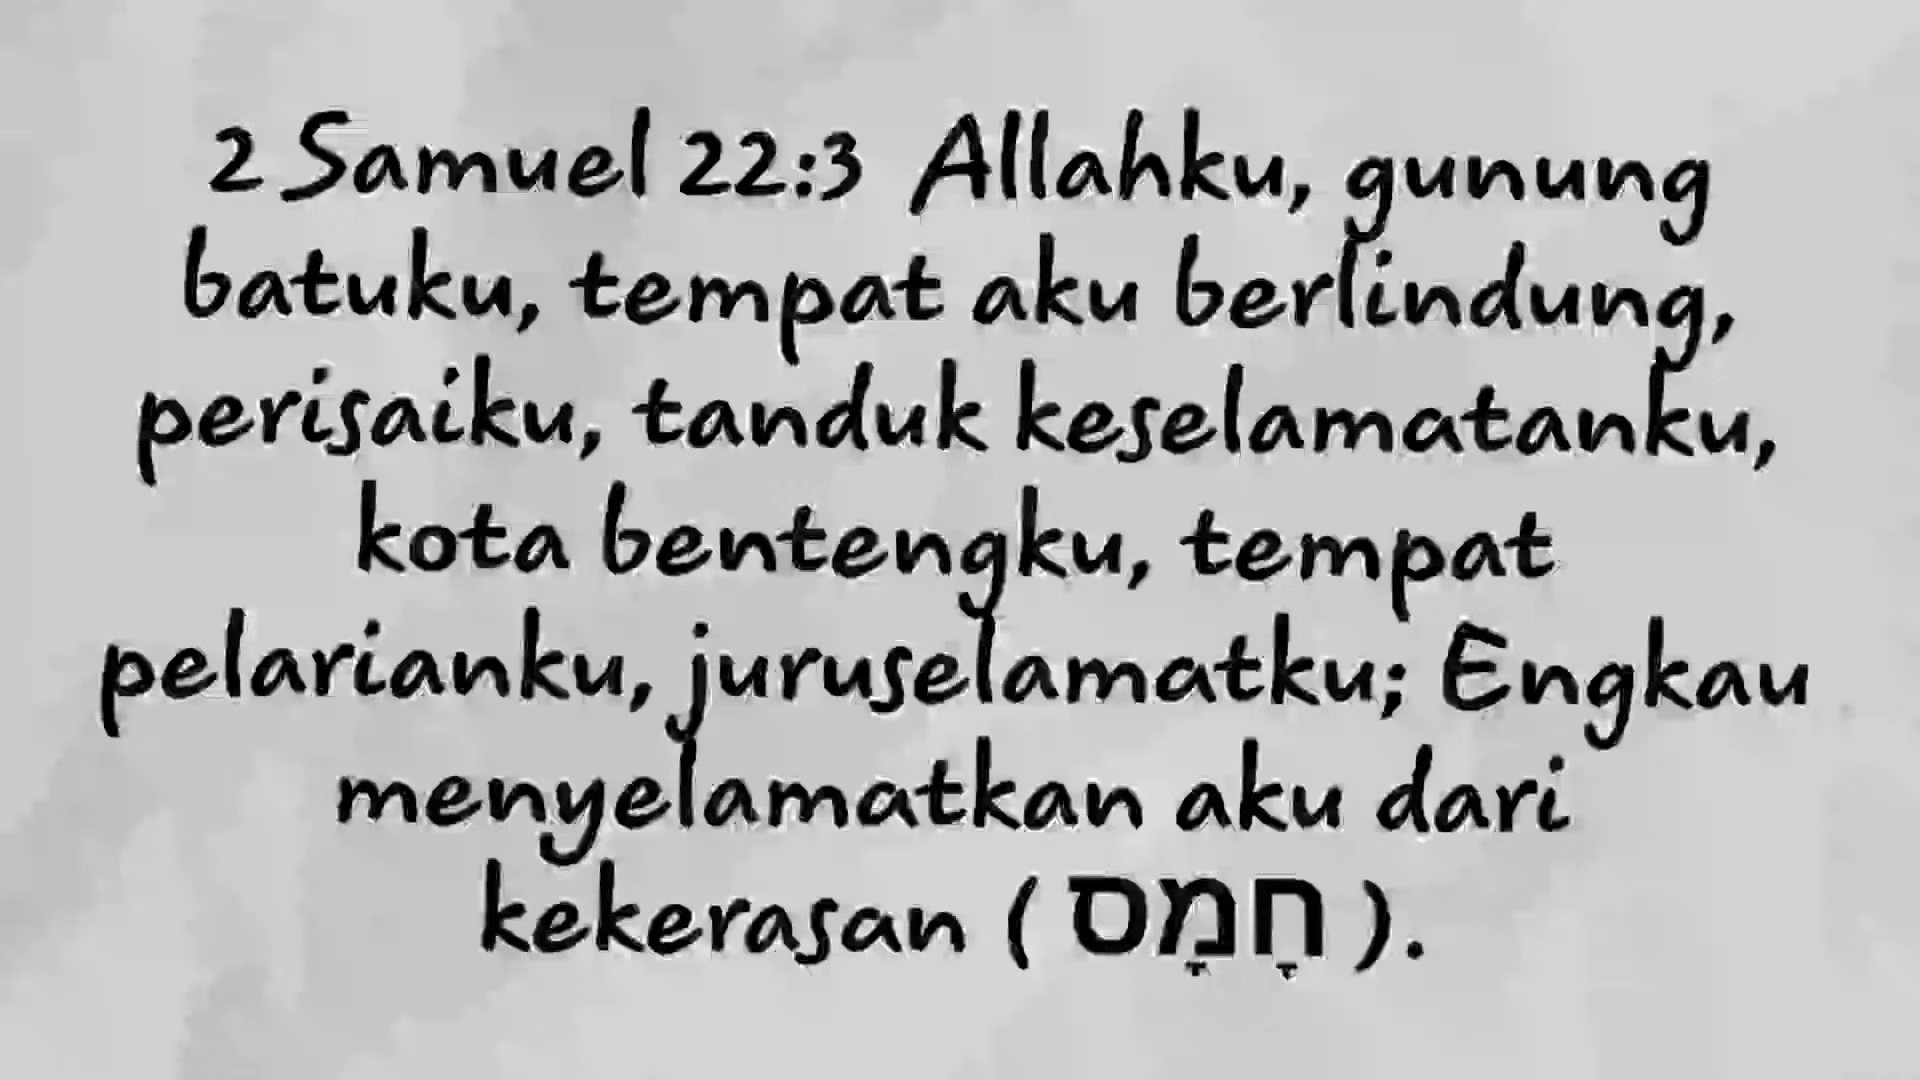 2 Samuel 22:3 Allahku, gunung
batuku, tempat aku berlindung,
perisaiku, tanduk keselamatanku,
kota bentengku, tempat
pelarianku, juruselamatku; Engkau
menyelamatkan aku dari
kekerasan ( חָמָס ).